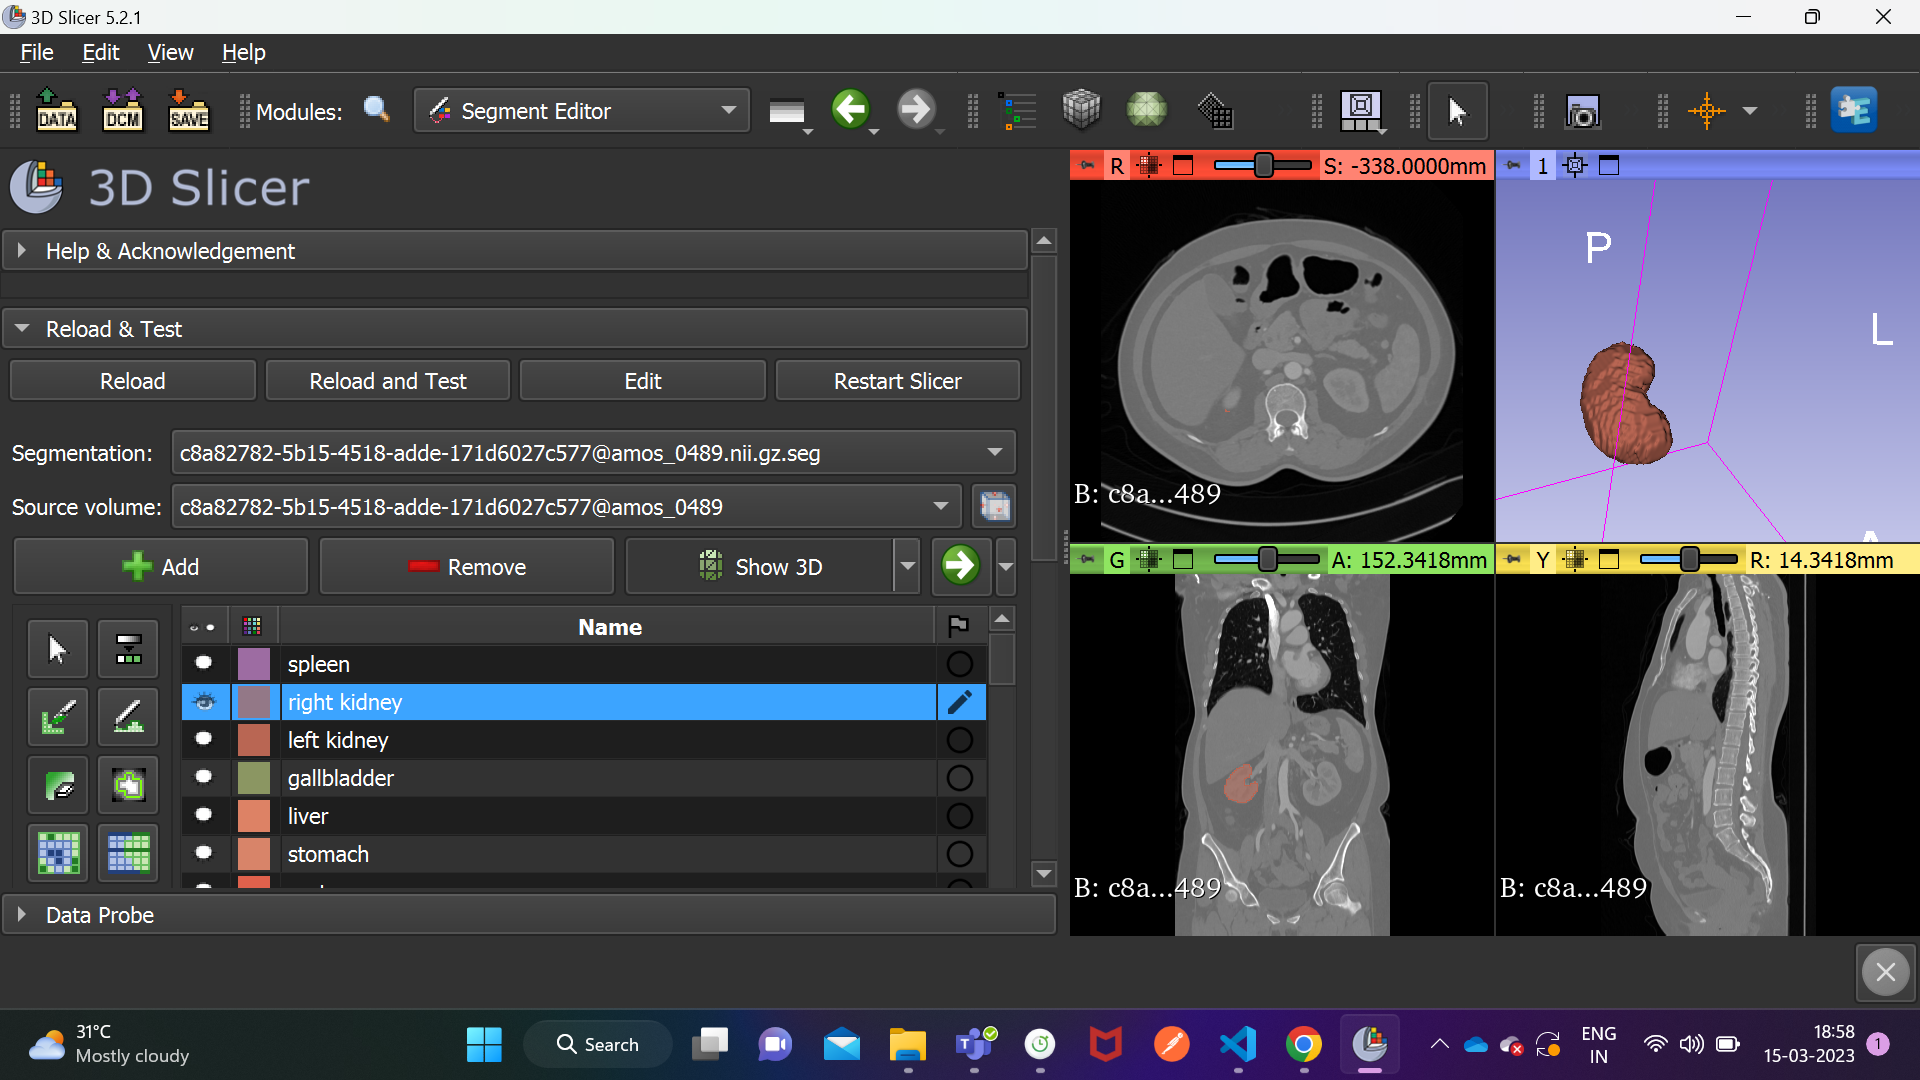 3D Slicer 5.2.1
File Edit View Help
DATA DCM SAVE Modules: Segment Editor
3D Slicer
Help & Acknowledgement
Reload & Test
Reload Reload and Test Edit Restart Slicer
Segmentation: c8a82782-5b15-4518-adde-171d6027c577@amos_0489.nii.gz.seg
Source volume: c8a82782-5b15-4518-adde-171d6027c577@amos_0489
Add Remove Show 3D
Name
spleen
right kidney
left kidney
gallbladder
liver
stomach
Data Probe
R S: -338.0000mm
B: c8a...489
1
P
L
G A: 152.3418mm
B: c8a...489
Y R: 14.3418mm
B: c8a...489
31°C
Mostly cloudy
Search
ENG
IN
18:58
15-03-2023
1